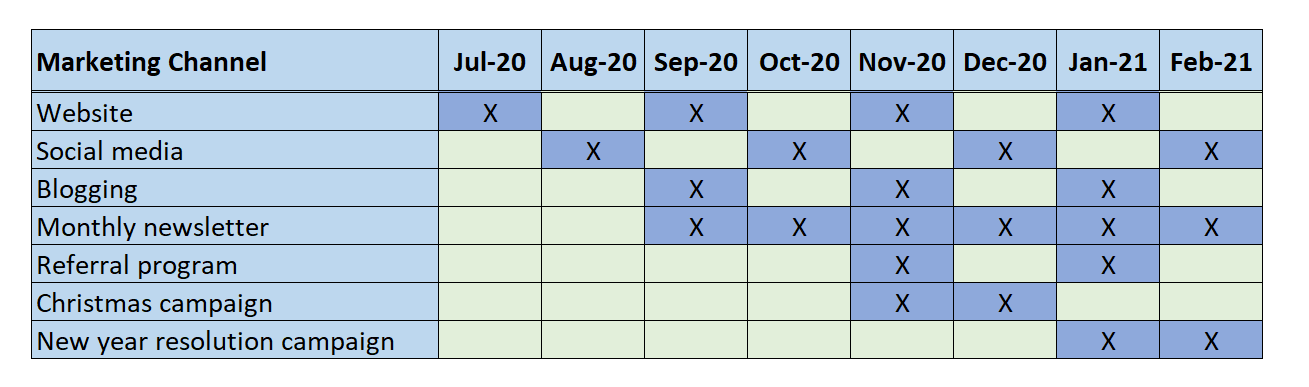 Marketing Channel Jul-20 Aug-20 Sep-20 Oct-20 Nov-20 Dec-20 Jan-21 Feb-21
Website X X X X
Social media X X X X
Blogging X X X
Monthly newsletter X X X X X X
Referral program X X
Christmas campaign X X
New year resolution campaign X X